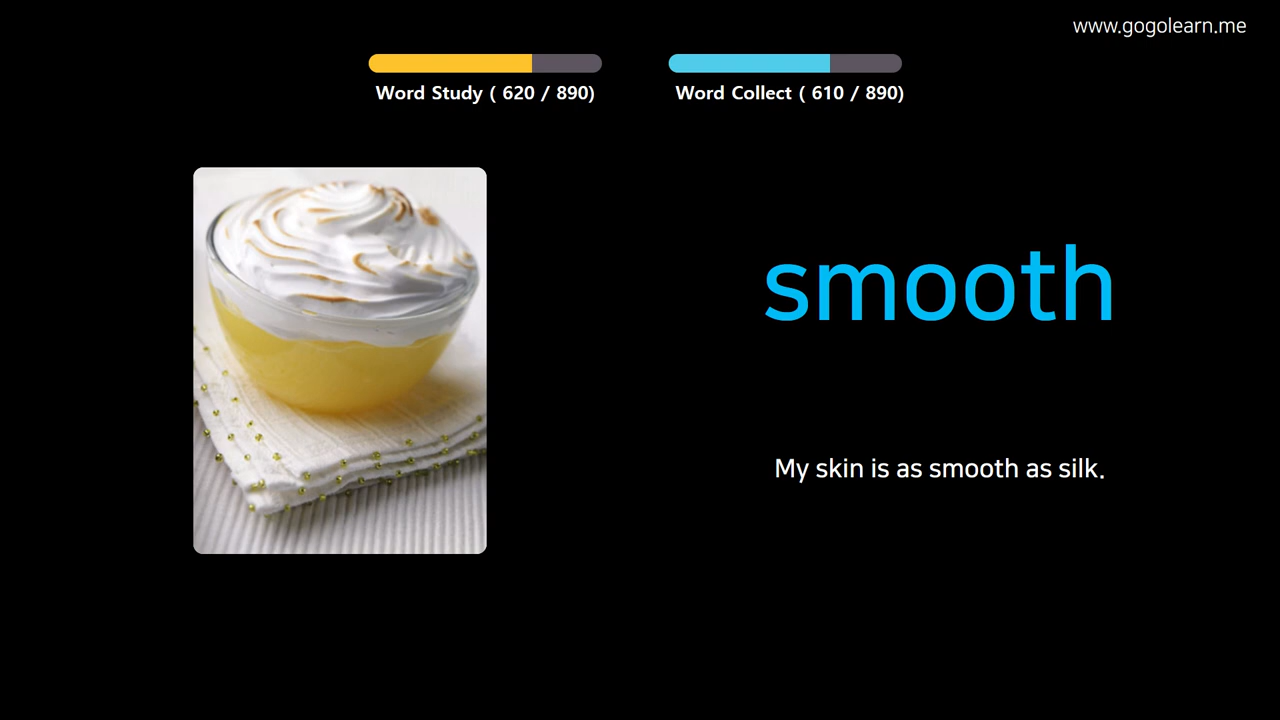 www.gogolearn.me
Word Study ( 620 / 890)
Word Collect ( 610 / 890)
smooth
My skin is as smooth as silk.